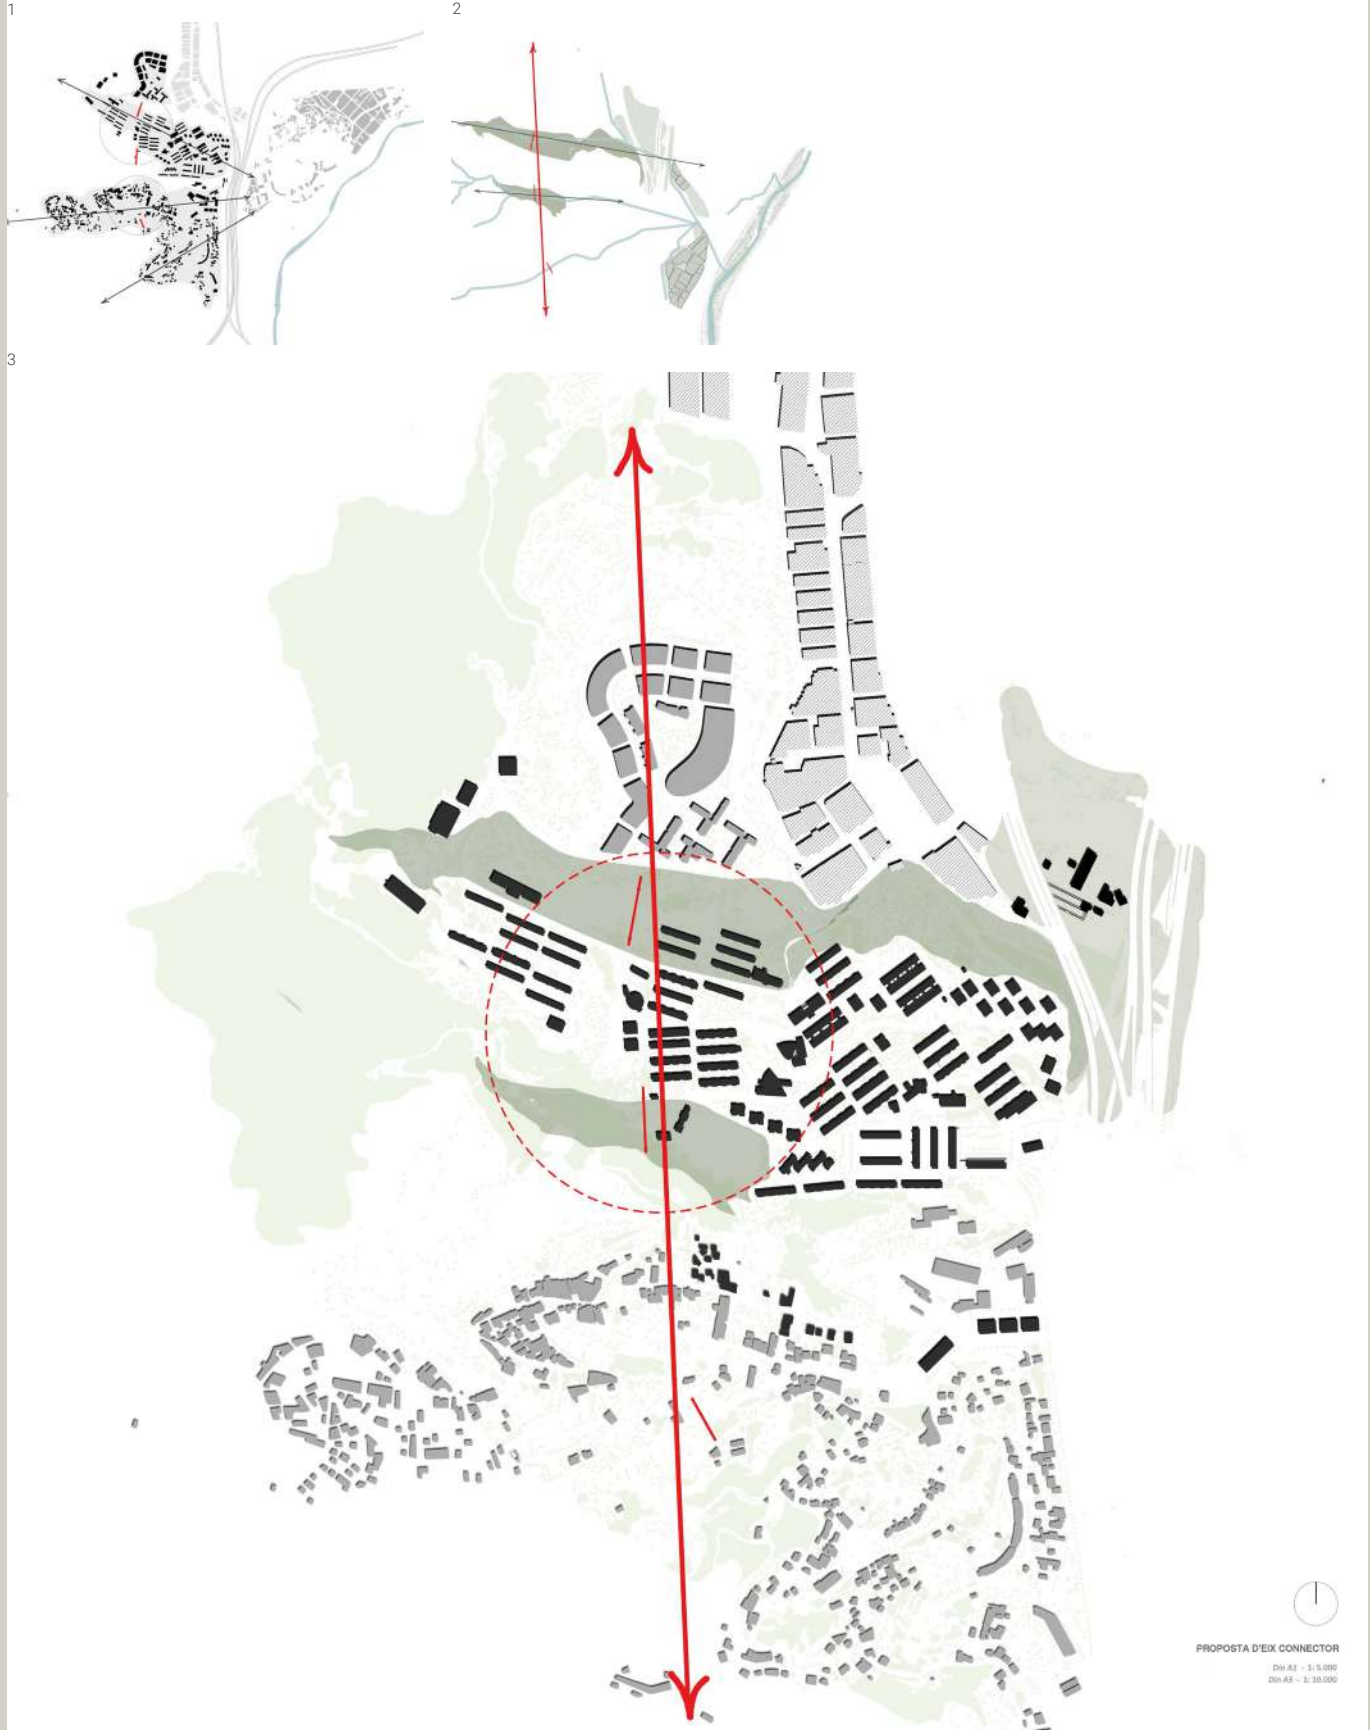 1
2
3
PROPOSTA D'EIX CONNECTOR
Din A1 - 1: 5.000
Din A3 - 1: 10.000